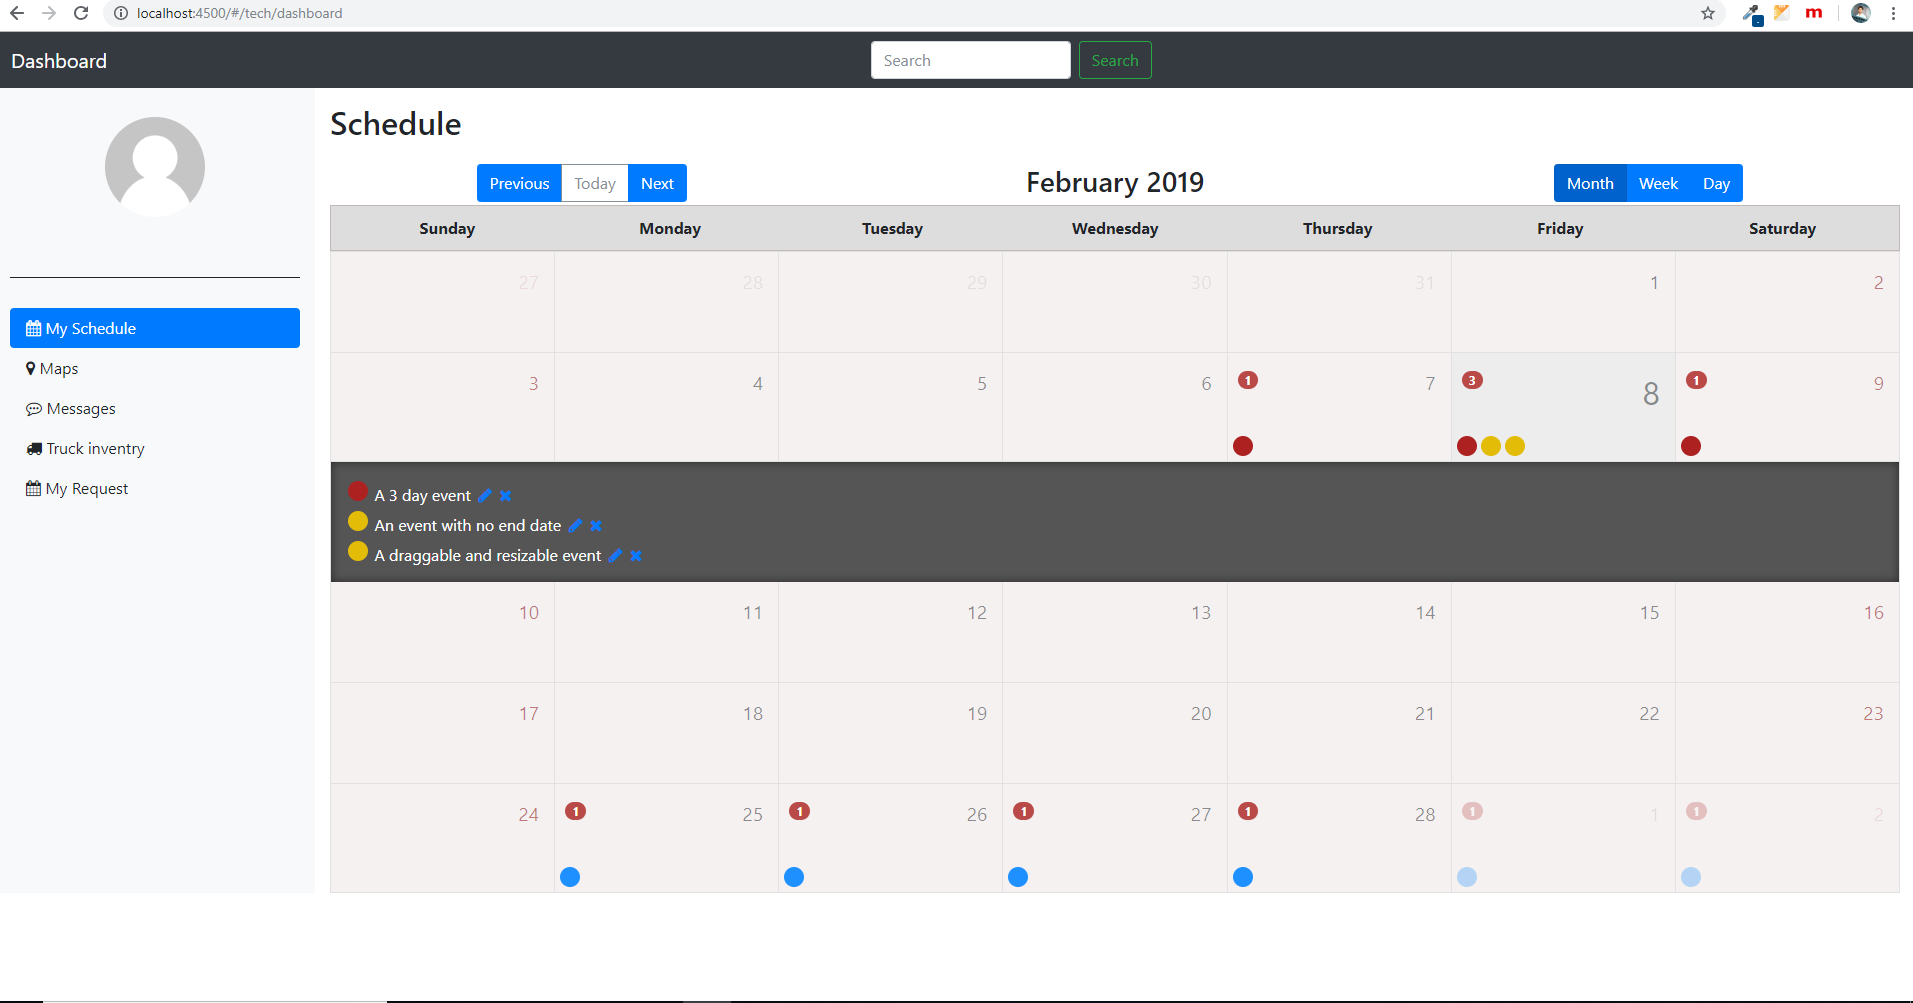 localhost:4500/#/tech/dashboard
m
Dashboard
Search Search
Schedule
Previous Today Next
February 2019
Month Week Day
My Schedule
Maps
Messages
Truck inventry
My Request
Sunday Monday Tuesday Wednesday Thursday Friday Saturday
27 28 29 30 31 1 2
3 4 5 6 1 7 3 8 1 9
A 3 day event
An event with no end date
A draggable and resizable event
10 11 12 13 14 15 16
17 18 19 20 21 22 23
24 1 25 1 26 1 27 1 28 1 1 1 2